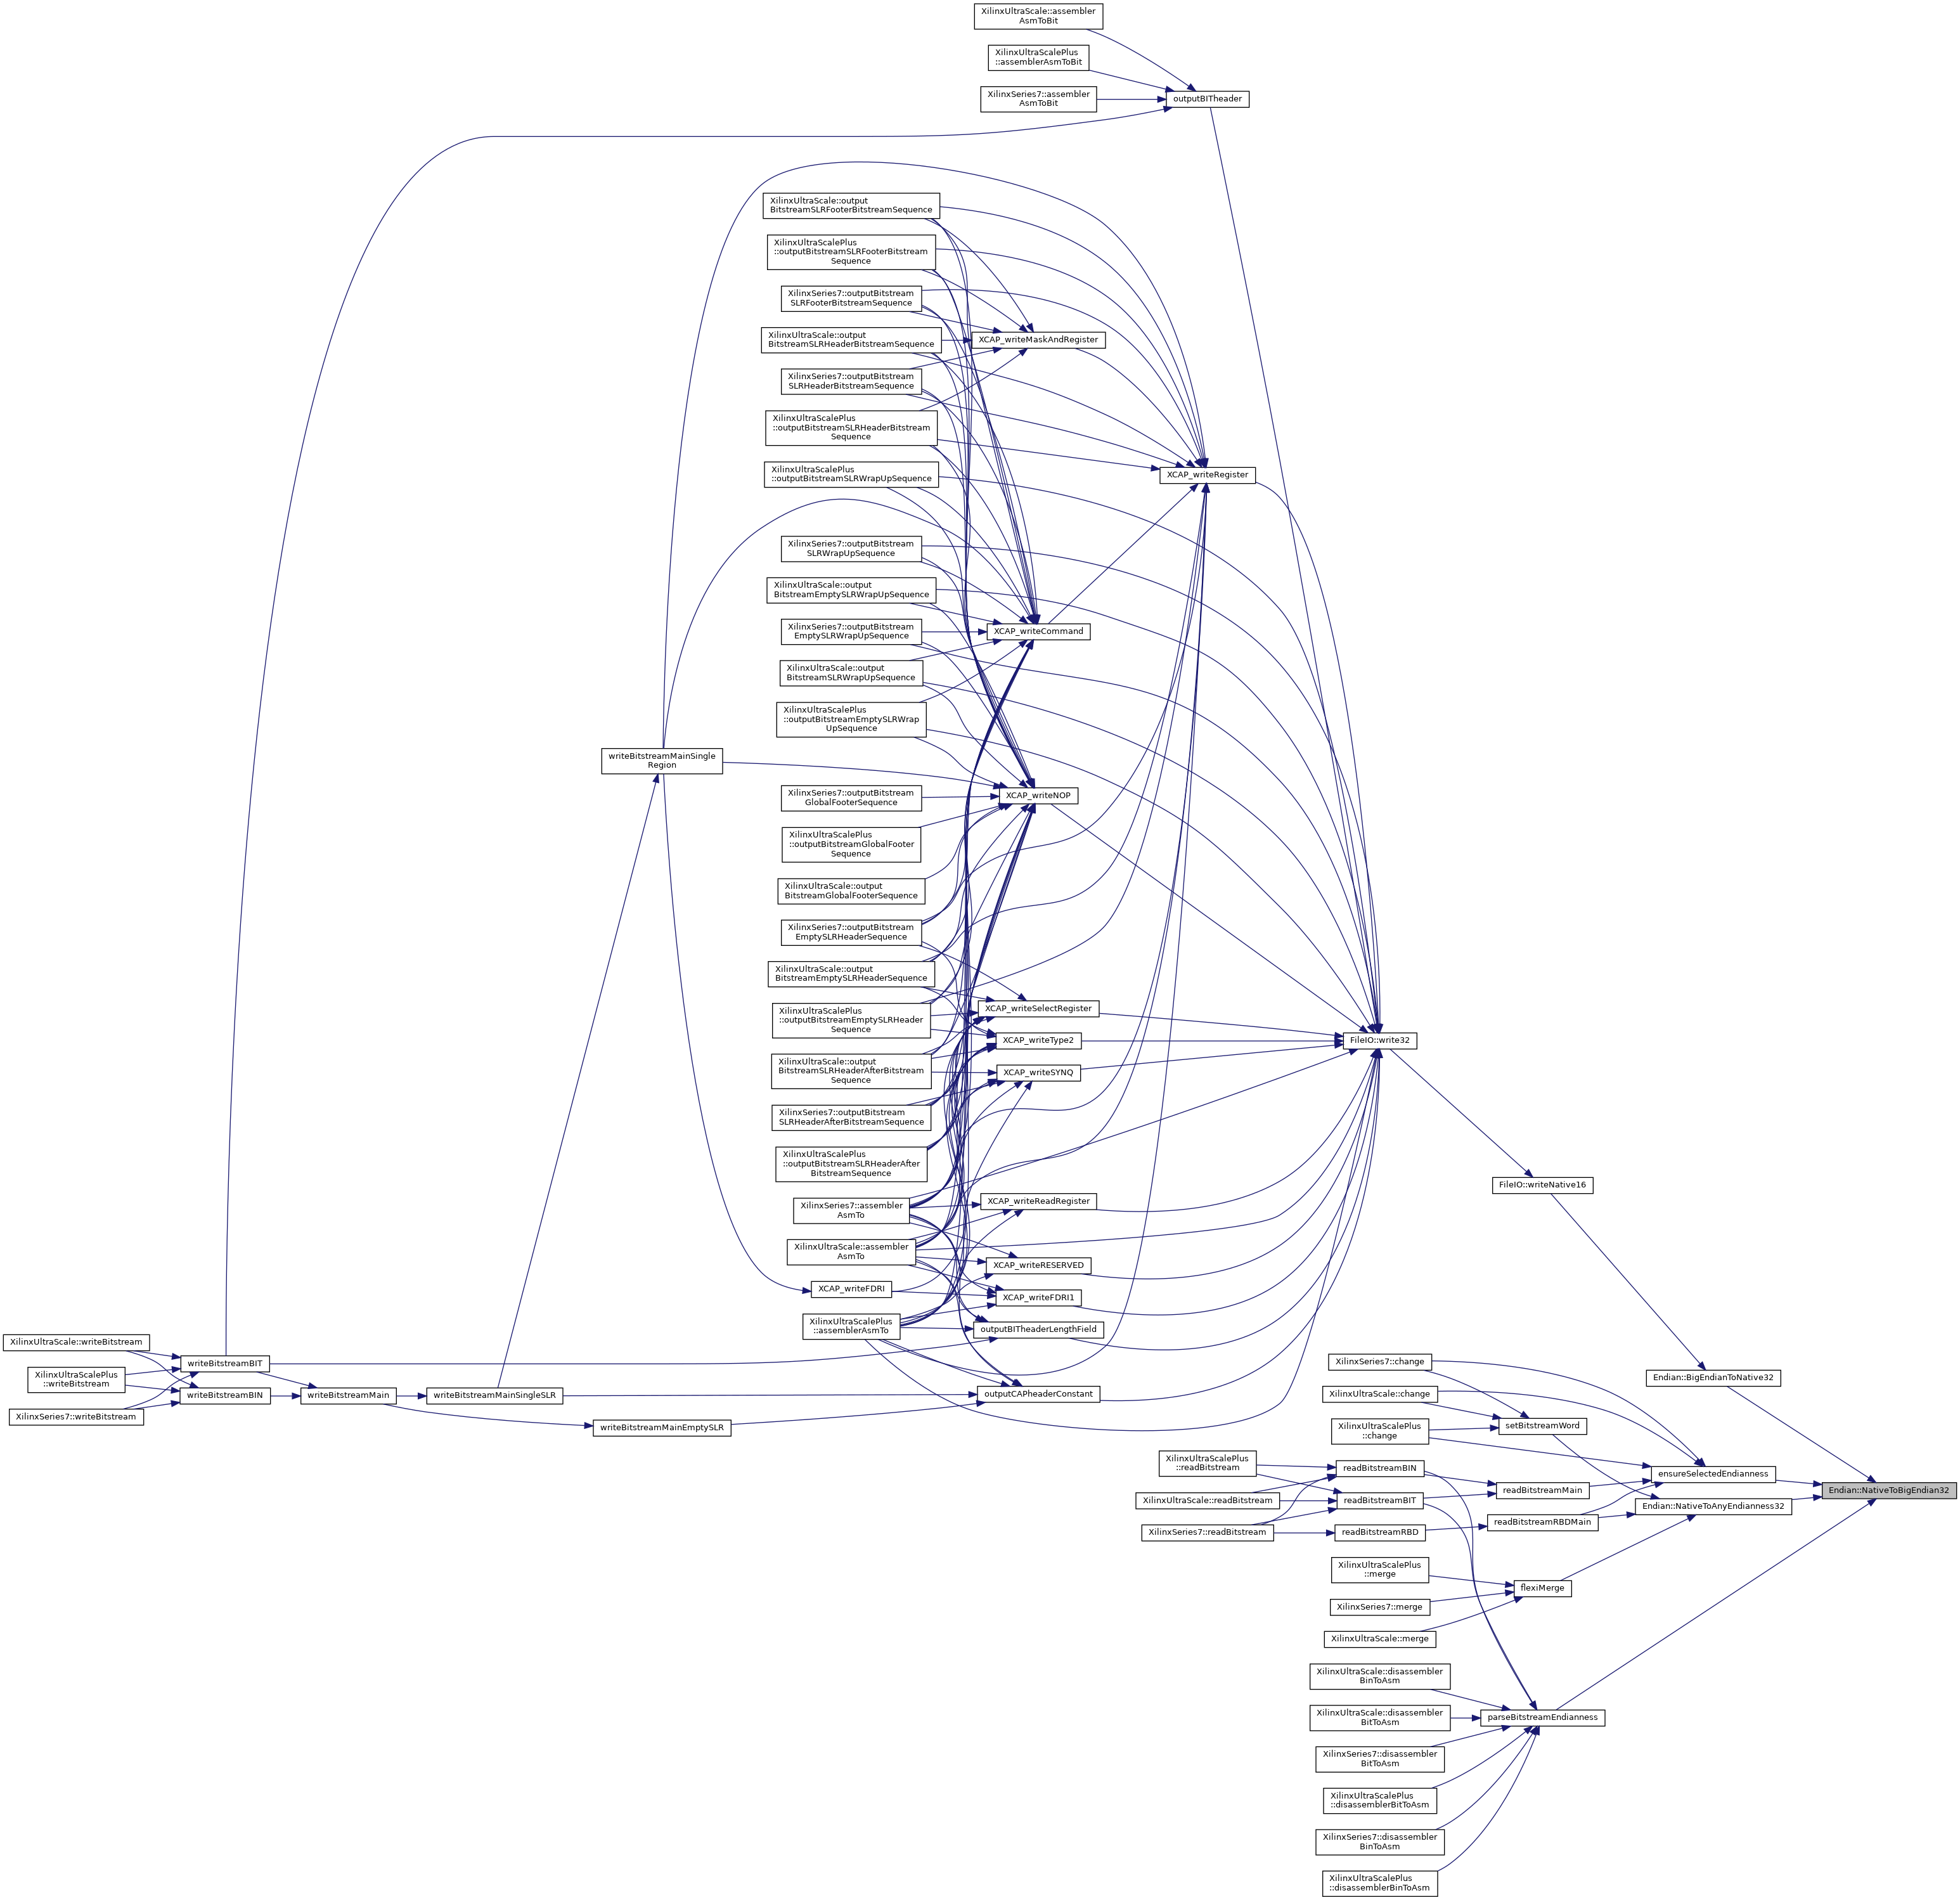 XilinxUltraScale::assembler
AsmToBit
XilinxUltraScalePlus
::assemblerAsmToBit
XilinxSeries7::assembler
AsmToBit
outputBITheader
XilinxUltraScale::output
BitstreamSLRFooterBitstreamSequence
XilinxUltraScalePlus
::outputBitstreamSLRFooterBitstream
Sequence
XilinxSeries7::outputBitstream
SLRFooterBitstreamSequence
XilinxUltraScale::output
BitstreamSLRHeaderBitstreamSequence
XCAP_writeMaskAndRegister
XilinxSeries7::outputBitstream
SLRHeaderBitstreamSequence
XilinxUltraScalePlus
::outputBitstreamSLRHeaderBitstream
Sequence
XilinxUltraScalePlus
::outputBitstreamSLRWrapUpSequence
XCAP_writeRegister
XilinxSeries7::outputBitstream
SLRWrapUpSequence
XilinxUltraScale::output
BitstreamEmptySLRWrapUpSequence
XilinxSeries7::outputBitstream
EmptySLRWrapUpSequence
XCAP_writeCommand
XilinxUltraScale::output
BitstreamSLRWrapUpSequence
XilinxUltraScalePlus
::outputBitstreamEmptySLRWrap
UpSequence
writeBitstreamMainSingle
Region
XilinxSeries7::outputBitstream
GlobalFooterSequence
XCAP_writeNOP
XilinxUltraScalePlus
::outputBitstreamGlobalFooter
Sequence
XilinxUltraScale::output
BitstreamGlobalFooterSequence
XilinxSeries7::outputBitstream
EmptySLRHeaderSequence
XilinxUltraScale::output
BitstreamEmptySLRHeaderSequence
XilinxUltraScalePlus
::outputBitstreamEmptySLRHeader
Sequence
XCAP_writeSelectRegister
XCAP_writeType2
FileIO::write32
XilinxUltraScale::output
BitstreamSLRHeaderAfterBitstream
Sequence
XCAP_writeSYNQ
XilinxSeries7::outputBitstream
SLRHeaderAfterBitstreamSequence
XilinxUltraScalePlus
::outputBitstreamSLRHeaderAfter
BitstreamSequence
FileIO::writeNative16
XilinxSeries7::assembler
AsmTo
XCAP_writeReadRegister
XilinxUltraScale::assembler
AsmTo
XCAP_writeRESERVED
XCAP_writeFDRI
XCAP_writeFDRI1
XilinxUltraScalePlus
::assemblerAsmTo
outputBITheaderLengthField
XilinxUltraScale::writeBitstream
XilinxUltraScalePlus
::writeBitstream
XilinxSeries7::writeBitstream
writeBitstreamBIT
writeBitstreamBIN
writeBitstreamMain
writeBitstreamMainSingleSLR
writeBitstreamMainEmptySLR
outputCAPheaderConstant
XilinxSeries7::change
XilinxUltraScale::change
XilinxUltraScalePlus
::change
setBitstreamWord
Endian::BigEndianToNative32
XilinxUltraScalePlus
::readBitstream
XilinxUltraScale::readBitstream
XilinxSeries7::readBitstream
readBitstreamBIN
readBitstreamBIT
readBitstreamRBD
readBitstreamMain
readBitstreamRBDMain
ensureSelectedEndianness
Endian::NativeToAnyEndianness32
Endian::NativeToBigEndian32
XilinxUltraScalePlus
::merge
XilinxSeries7::merge
XilinxUltraScale::merge
flexiMerge
XilinxUltraScale::disassembler
BinToAsm
XilinxUltraScale::disassembler
BitToAsm
XilinxSeries7::disassembler
BitToAsm
XilinxUltraScalePlus
::disassemblerBitToAsm
XilinxSeries7::disassembler
BinToAsm
XilinxUltraScalePlus
::disassemblerBinToAsm
parseBitstreamEndianness